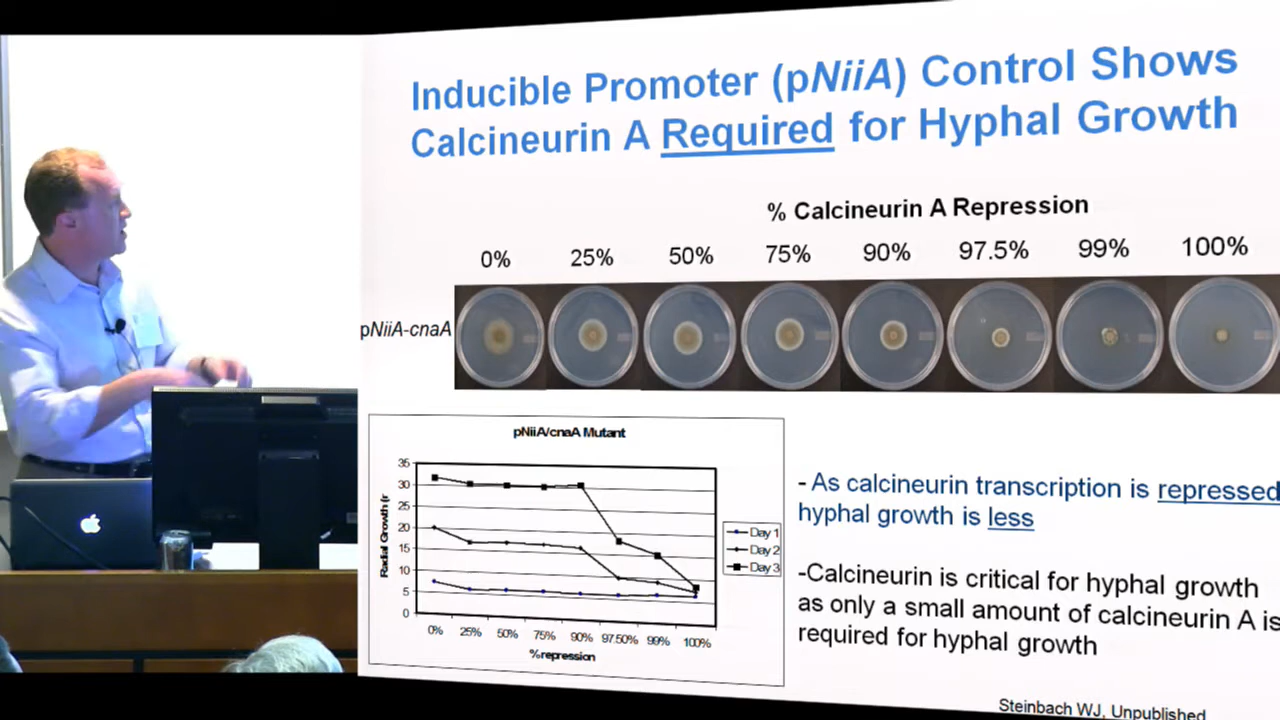 Inducible Promoter (pNiiA) Control Shows
Calcineurin A Required for Hyphal Growth
% Calcineurin A Repression
0% 25% 50% 75% 90% 97.5% 99% 100%
pNiiA-cnaA
pNiiA/cnaA Mutant
35
30
25
20
15
10
5
0
Radial Growth (r
0% 25% 50% 75% 90% 97.50% 99% 100%
% repression
Day 1
Day 2
Day 3
- As calcineurin transcription is repressed
hyphal growth is less
-Calcineurin is critical for hyphal growth
as only a small amount of calcineurin A is
required for hyphal growth
Steinbach WJ, Unpublished